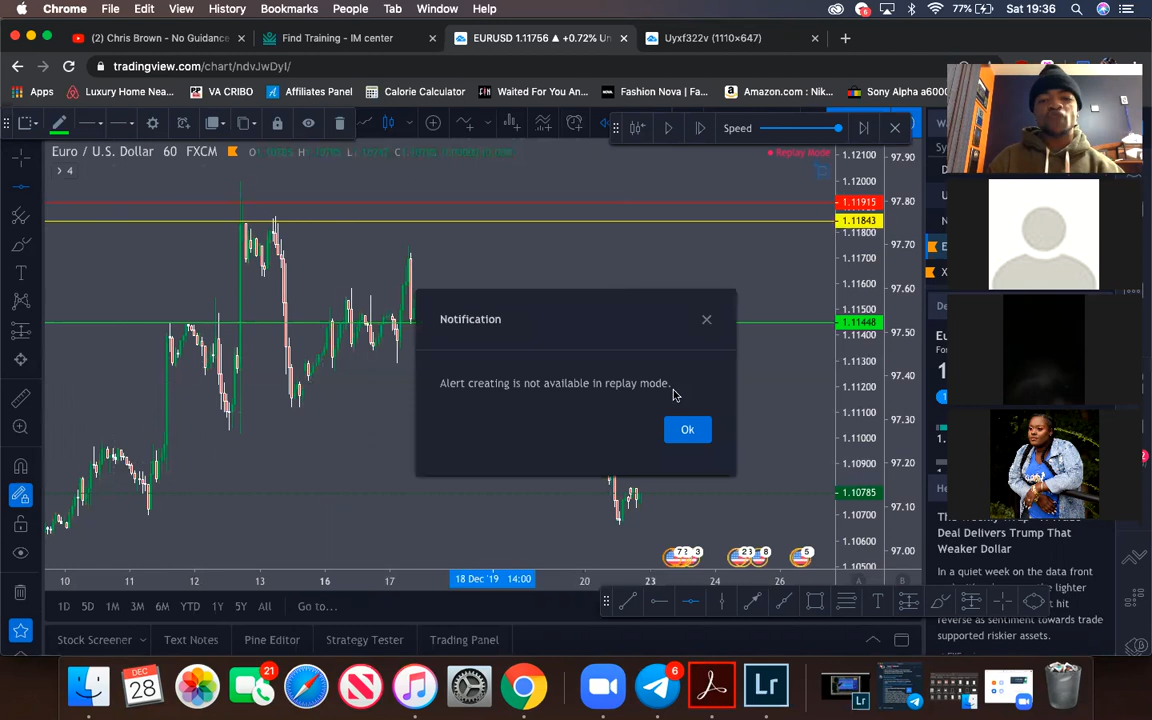 Chrome File Edit View History Bookmarks People Tab Window Help 77% Sat 19:36
(2) Chris Brown - No Guidance Find Training - IM center EURUSD 1.11756 ▲ +0.72% Un Uyxf322v (1110×647)
tradingview.com/chart/ndvJwDyI/
Apps Luxury Home Nea... VA CRIBO Affiliates Panel Calorie Calculator Waited For You An... Fashion Nova | Fa... Amazon.com : Nik... Sony Alpha a6000
Speed
Euro / U.S. Dollar 60 FXCM
Replay Mode
4
1.12100 97.90
1.12000
1.11915 97.80
1.11843
1.11800
97.70
1.11700
1.11600 97.60
1.11500
1.11448 97.50
1.11300
97.40
1.11200
1.11100 97.30
1.11000
1.10900 97.20
1.10785
1.10700 97.10
1.10600 97.00
1.10500
Notification
Alert creating is not available in replay mode.
Ok
Deal Delivers Trump That
Weaker Dollar
In a quiet week on the data front
reverse as sentiment towards trade
supported riskier assets.
10 12 13 16 17 18 Dec '19 14:00 20 23 24 26
1D 5D 1M 3M 6M YTD 1Y 5Y All Go to...
Stock Screener Text Notes Pine Editor Strategy Tester Trading Panel
DEC
28
21
6
Lr